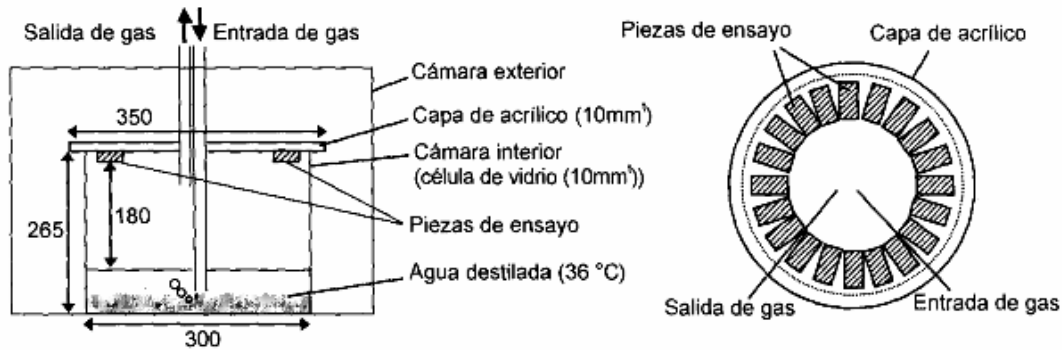 Salida de gas
Entrada de gas
Cámara exterior
350
Capa de acrílico (10mm¹)
Cámara interior
(célula de vidrio (10mm¹))
265
180
Piezas de ensayo
Agua destilada (36 °C)
300
Piezas de ensayo
Capa de acrílico
Salida de gas
Entrada de gas